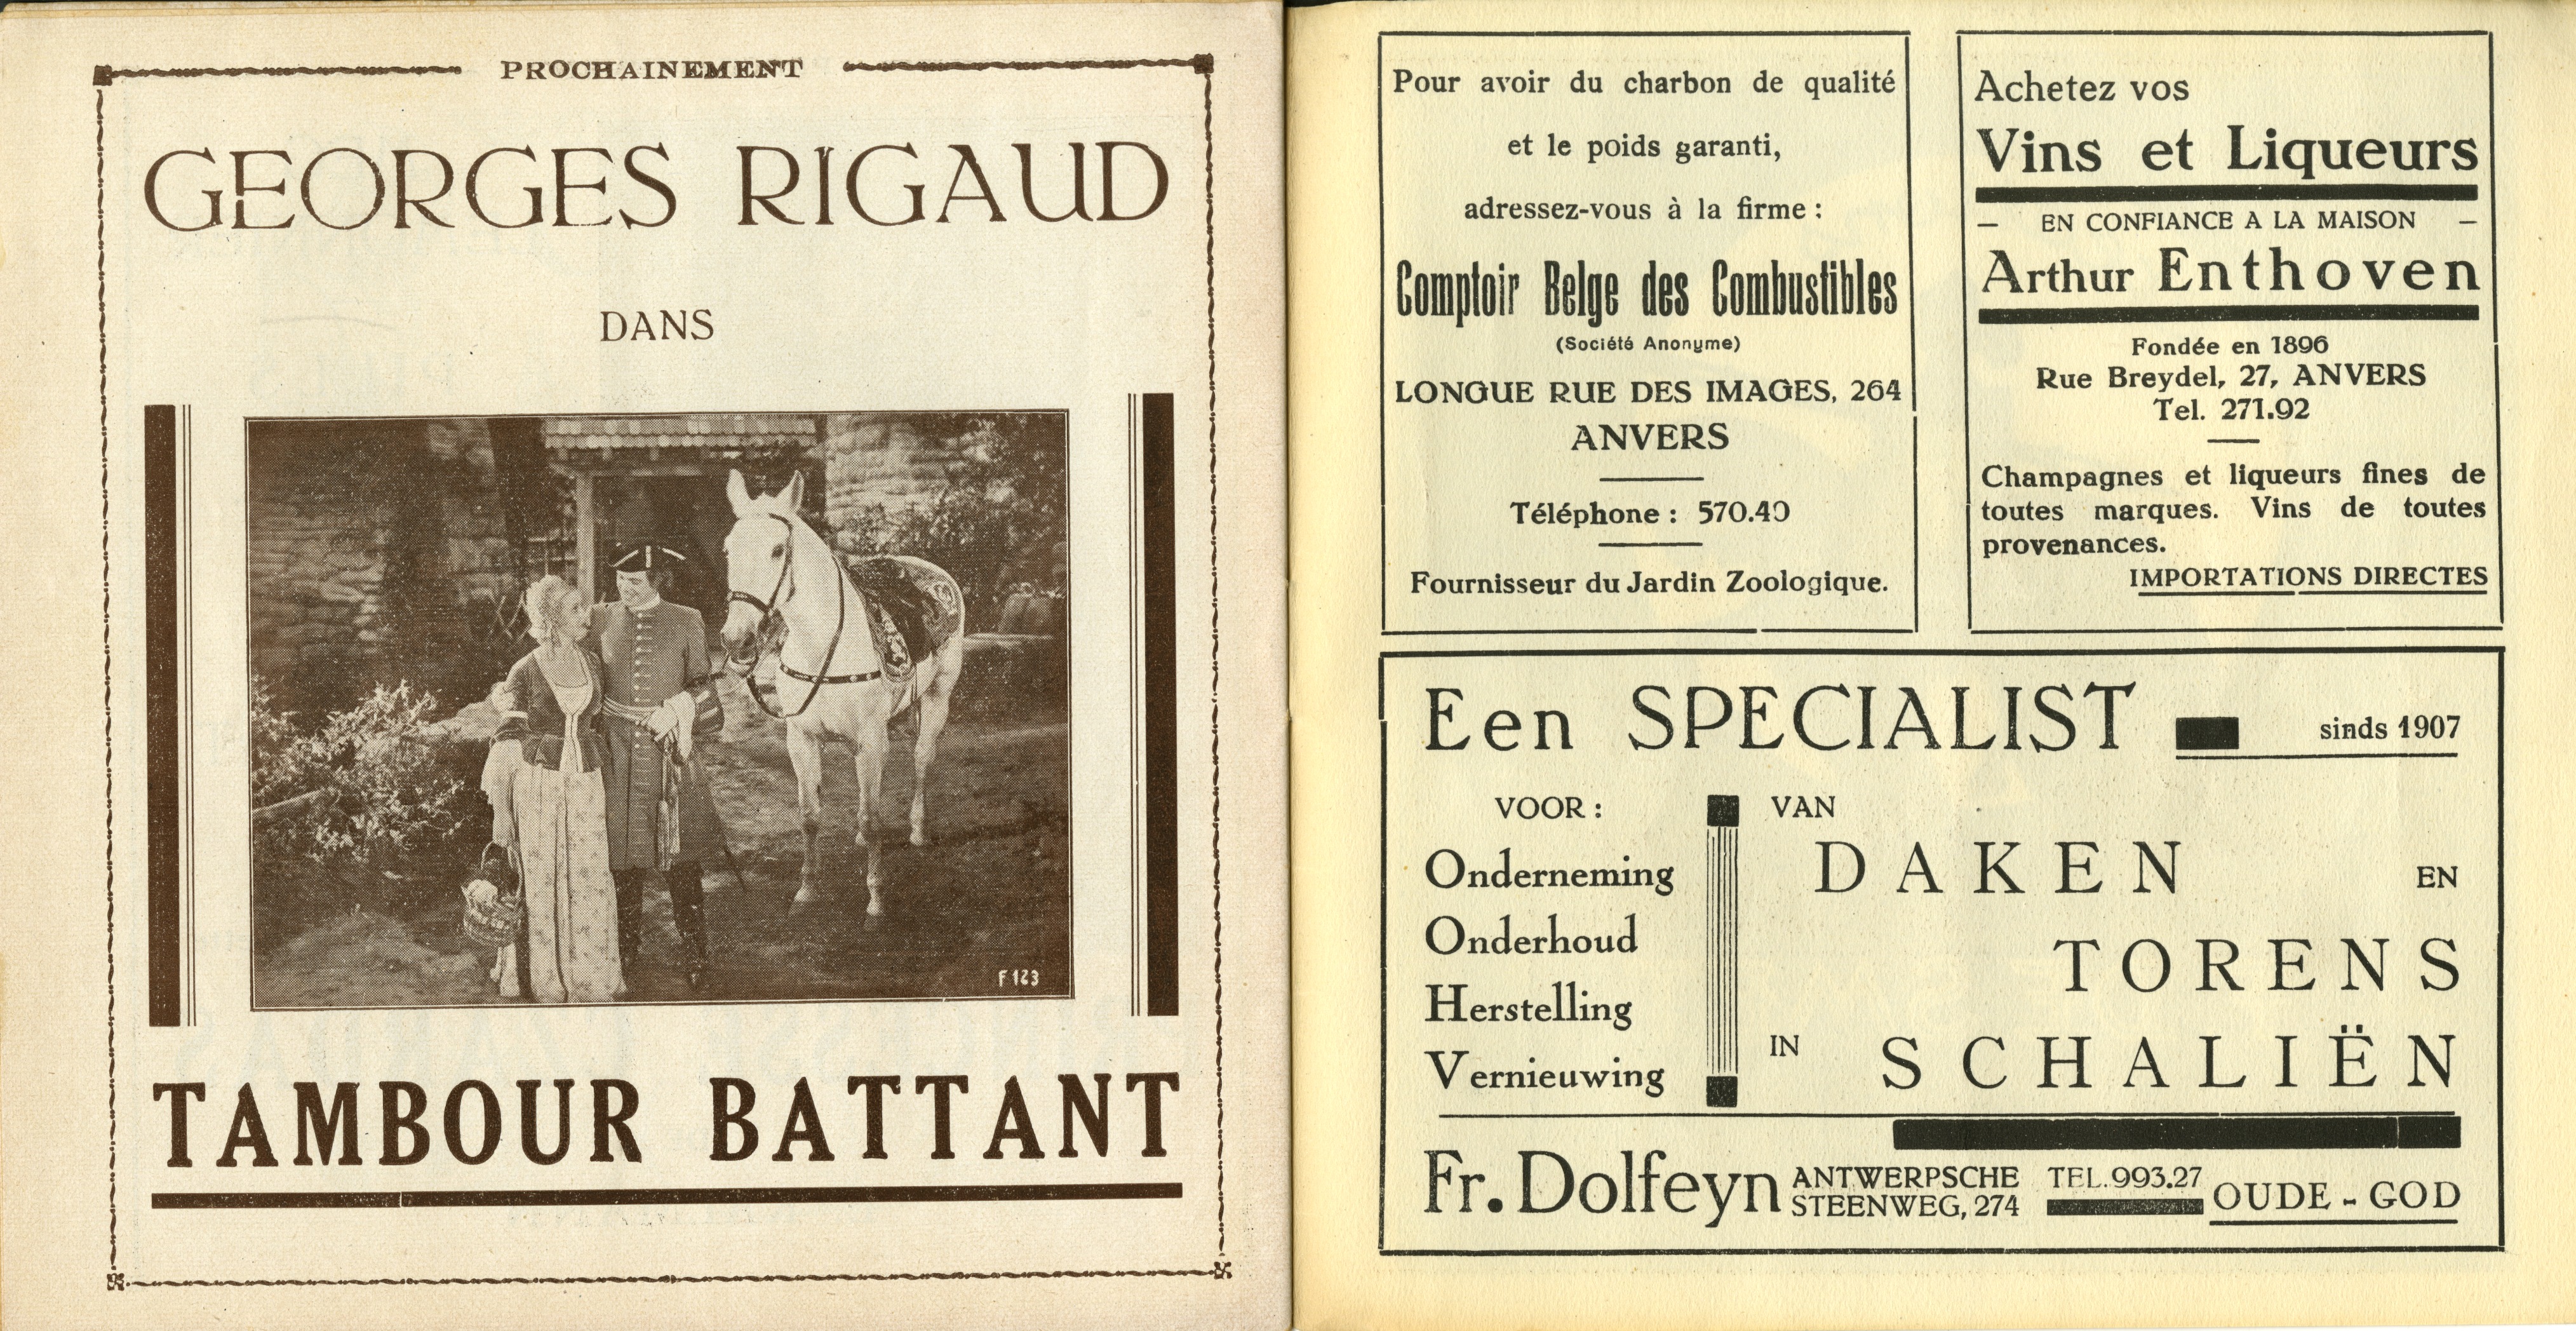 PROCHAINEMENT
GEORGES RIGAUD
DANS
F 123
TAMBOUR BATTANT
Pour avoir du charbon de qualité
et le poids garanti,
adressez-vous à la firme :
Comptoir Belge des Combustibles
(Société Anonyme)
LONGUE RUE DES IMAGES, 264
ANVERS
Téléphone : 570.40
Fournisseur du Jardin Zoologique.
Achetez vos
Vins et Liqueurs
— EN CONFIANCE A LA MAISON —
Arthur Enthoven
Fondée en 1896
Rue Breydel, 27, ANVERS
Tel. 271.92
Champagnes et liqueurs fines de
toutes marques. Vins de toutes
provenances.
IMPORTATIONS DIRECTES
Een SPECIALIST sinds 1907
VOOR :
Onderneming
Onderhoud
Herstelling
Vernieuwing
VAN
DAKEN EN
TORENS
IN SCHALIËN
Fr. Dolfeyn ANTWERPSCHE
STEENWEG, 274
TEL. 993.27
OUDE - GOD